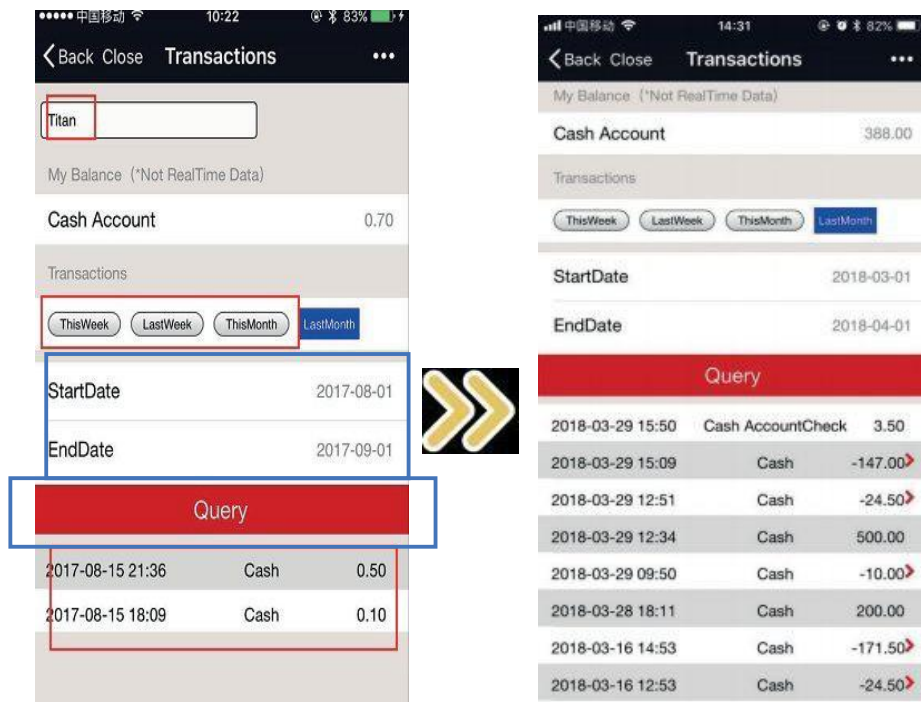 中国移动 10:22 83%
Back Close Transactions
Titan
My Balance (*Not RealTime Data)
Cash Account 0.70
Transactions
ThisWeek LastWeek ThisMonth LastMonth
StartDate 2017-08-01
EndDate 2017-09-01
Query
2017-08-15 21:36 Cash 0.50
2017-08-15 18:09 Cash 0.10
中国移动 14:31 82%
Back Close Transactions
My Balance (*Not RealTime Data)
Cash Account 388.00
Transactions
ThisWeek LastWeek ThisMonth LastMonth
StartDate 2018-03-01
EndDate 2018-04-01
Query
2018-03-29 15:50 Cash AccountCheck 3.50
2018-03-29 15:09 Cash -147.00
2018-03-29 12:51 Cash -24.50
2018-03-29 12:34 Cash 500.00
2018-03-29 09:50 Cash -10.00
2018-03-28 18:11 Cash 200.00
2018-03-16 14:53 Cash -171.50
2018-03-16 12:53 Cash -24.50